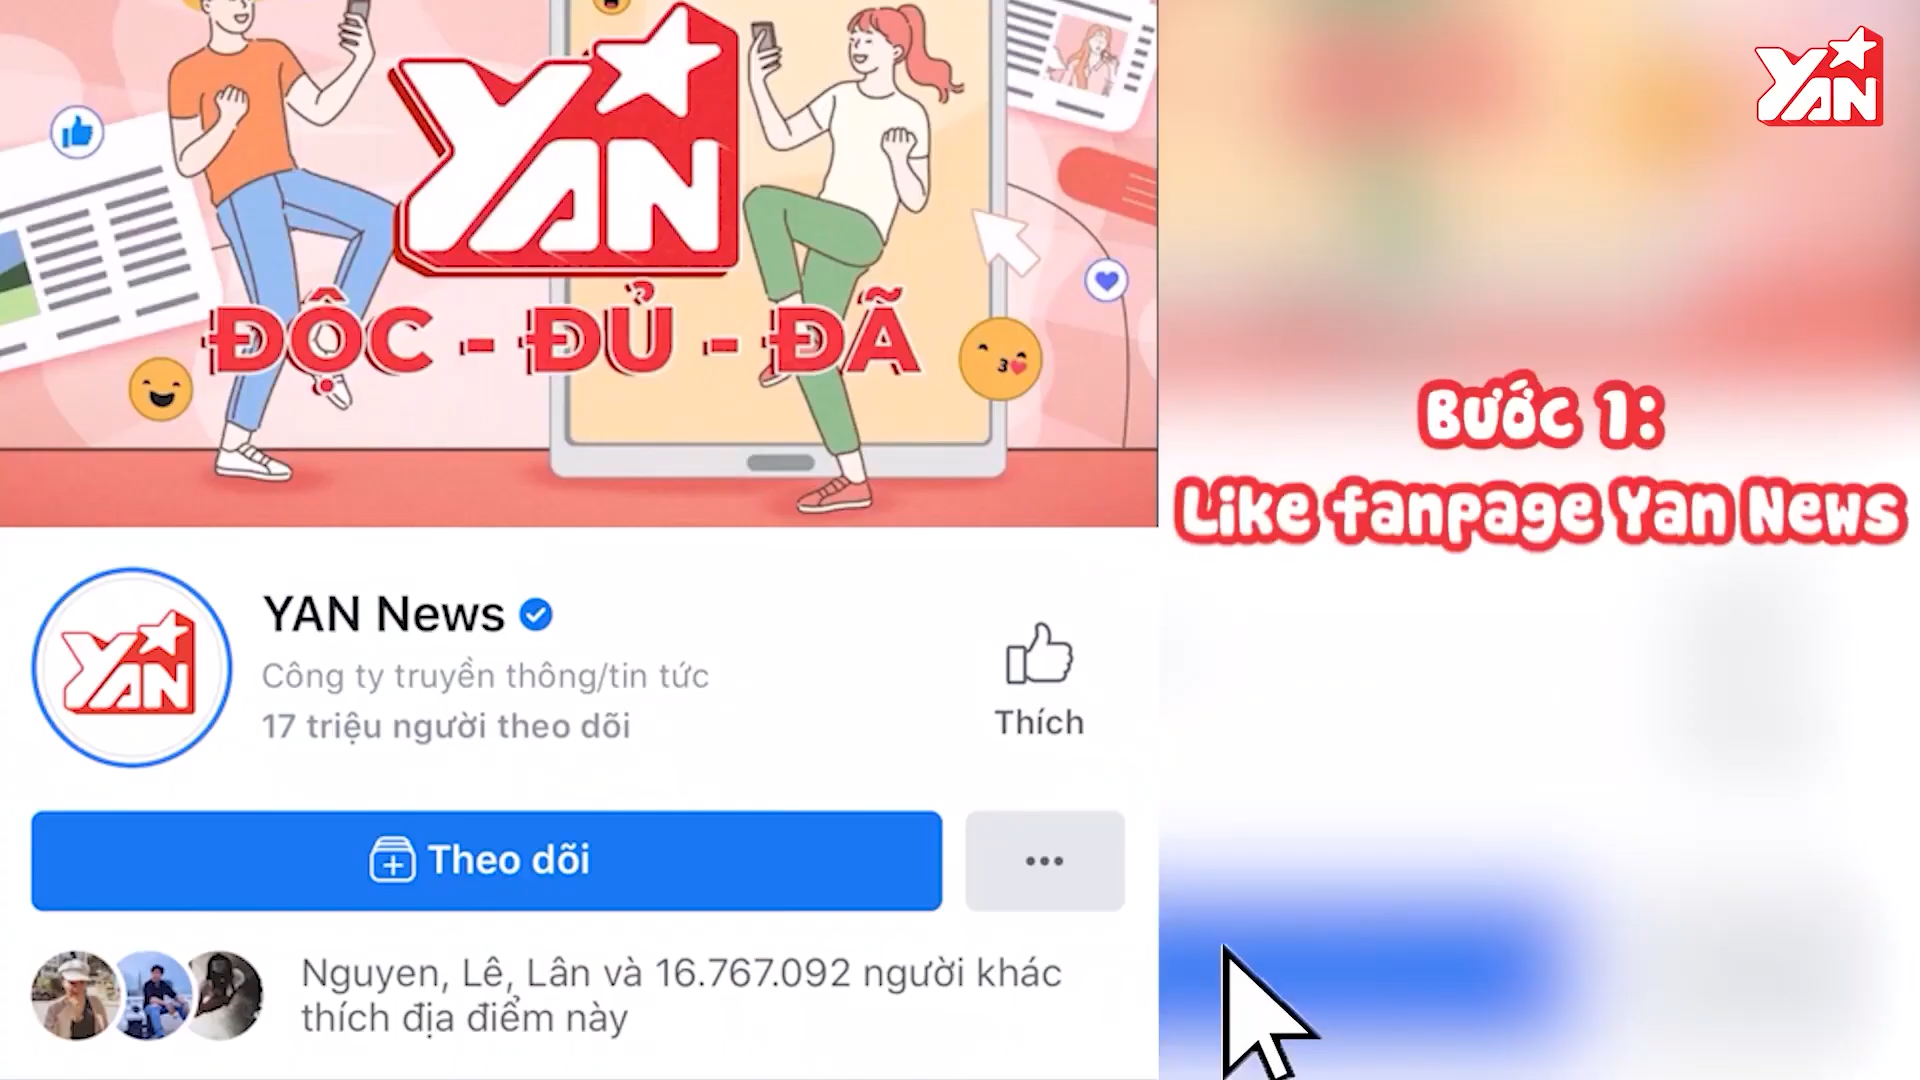 YAN
ĐỘC - ĐỦ - ĐÃ
YAN
Bước 1:
Like fanpage Yan News
YAN
YAN News
Công ty truyền thông/tin tức
17 triệu người theo dõi
Thích
Theo dõi
Nguyen, Lê, Lân và 16.767.092 người khác
thích địa điểm này